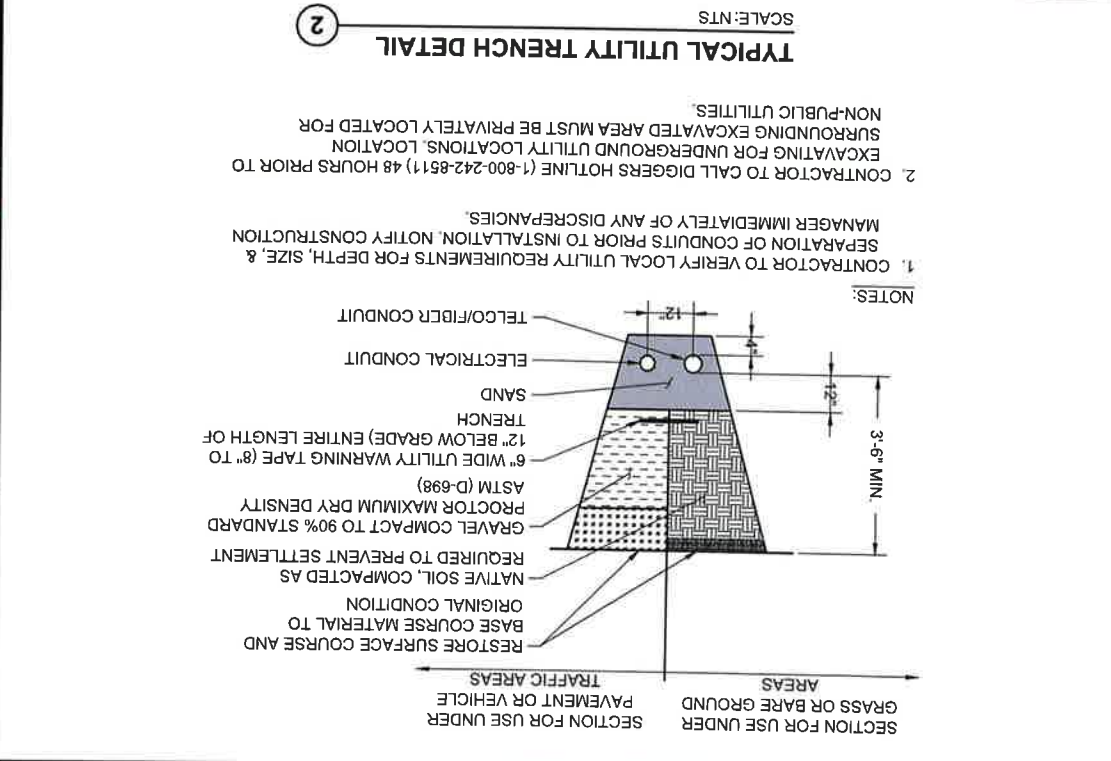 SECTION FOR USE UNDER
GRASS OR BARE GROUND
AREAS
SECTION FOR USE UNDER
PAVEMENT OR VEHICLE
TRAFFIC AREAS
RESTORE SURFACE COURSE AND
BASE COURSE MATERIAL TO
ORIGINAL CONDITION
NATIVE SOIL, COMPACTED AS
REQUIRED TO PREVENT SETTLEMENT
GRAVEL COMPACT TO 90% STANDARD
PROCTOR MAXIMUM DRY DENSITY
ASTM (D-698)
6" WIDE UTILITY WARNING TAPE (8" TO
12" BELOW GRADE) ENTIRE LENGTH OF
TRENCH
SAND
ELECTRICAL CONDUIT
TELCO/FIBER CONDUIT
3'-6" MIN.
12"
4"
12"
NOTES:
1. CONTRACTOR TO VERIFY LOCAL UTILITY REQUIREMENTS FOR DEPTH, SIZE, &
SEPARATION OF CONDUITS PRIOR TO INSTALLATION. NOTIFY CONSTRUCTION
MANAGER IMMEDIATELY OF ANY DISCREPANCIES.
2. CONTRACTOR TO CALL DIGGERS HOTLINE (1-800-242-8511) 48 HOURS PRIOR TO
EXCAVATING FOR UNDERGROUND UTILITY LOCATIONS. LOCATION
SURROUNDING EXCAVATED AREA MUST BE PRIVATELY LOCATED FOR
NON-PUBLIC UTILITIES.
TYPICAL UTILITY TRENCH DETAIL
SCALE: NTS
2